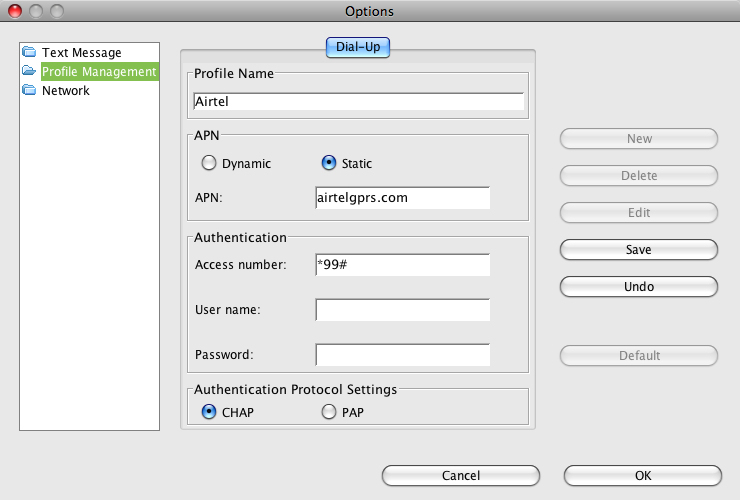 Options
Text Message
Profile Management
Network
Dial-Up
Profile Name
Airtel
APN
Dynamic
Static
APN:
airtelgprs.com
Authentication
Access number:
*99#
User name:
Password:
Authentication Protocol Settings
CHAP
PAP
New
Delete
Edit
Save
Undo
Default
Cancel
OK